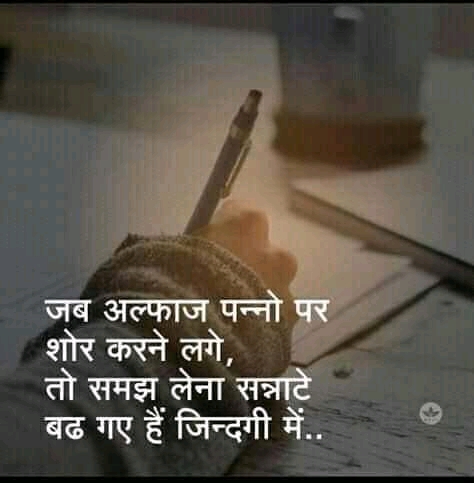 जब अल्फाज पन्नो पर
शोर करने लगे,
तो समझ लेना सन्नाटे
बढ गए हैं जिन्दगी में..